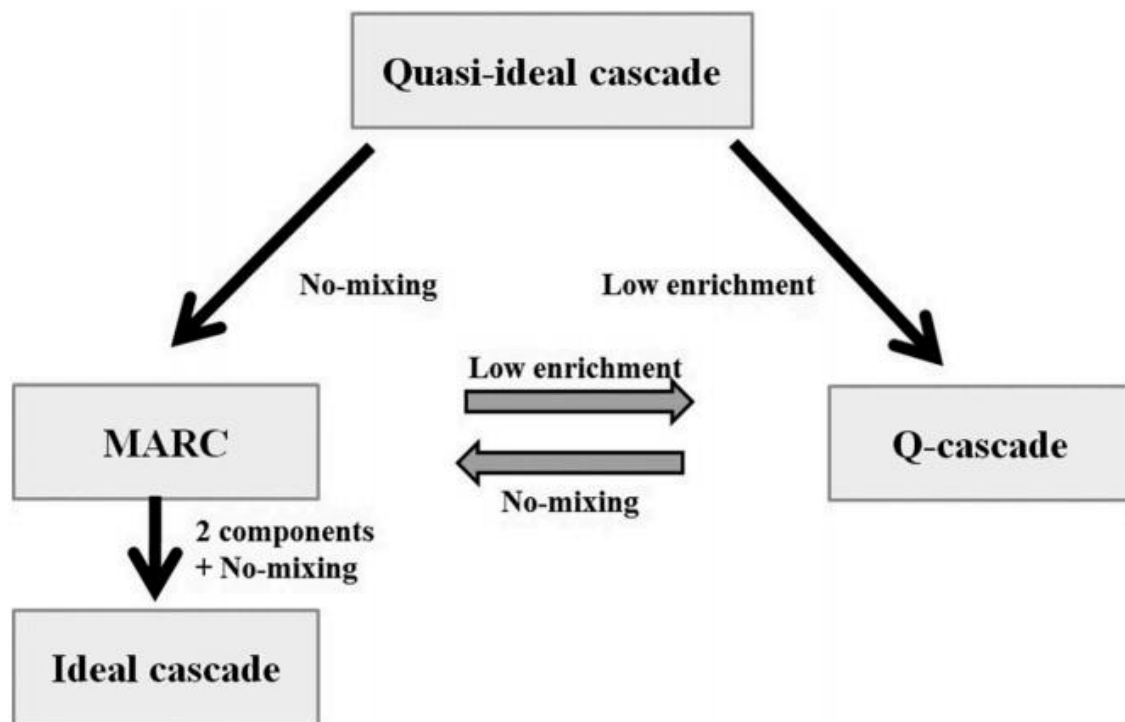 Quasi-ideal cascade
No-mixing
Low enrichment
Low enrichment
MARC
Q-cascade
No-mixing
2 components
+ No-mixing
Ideal cascade